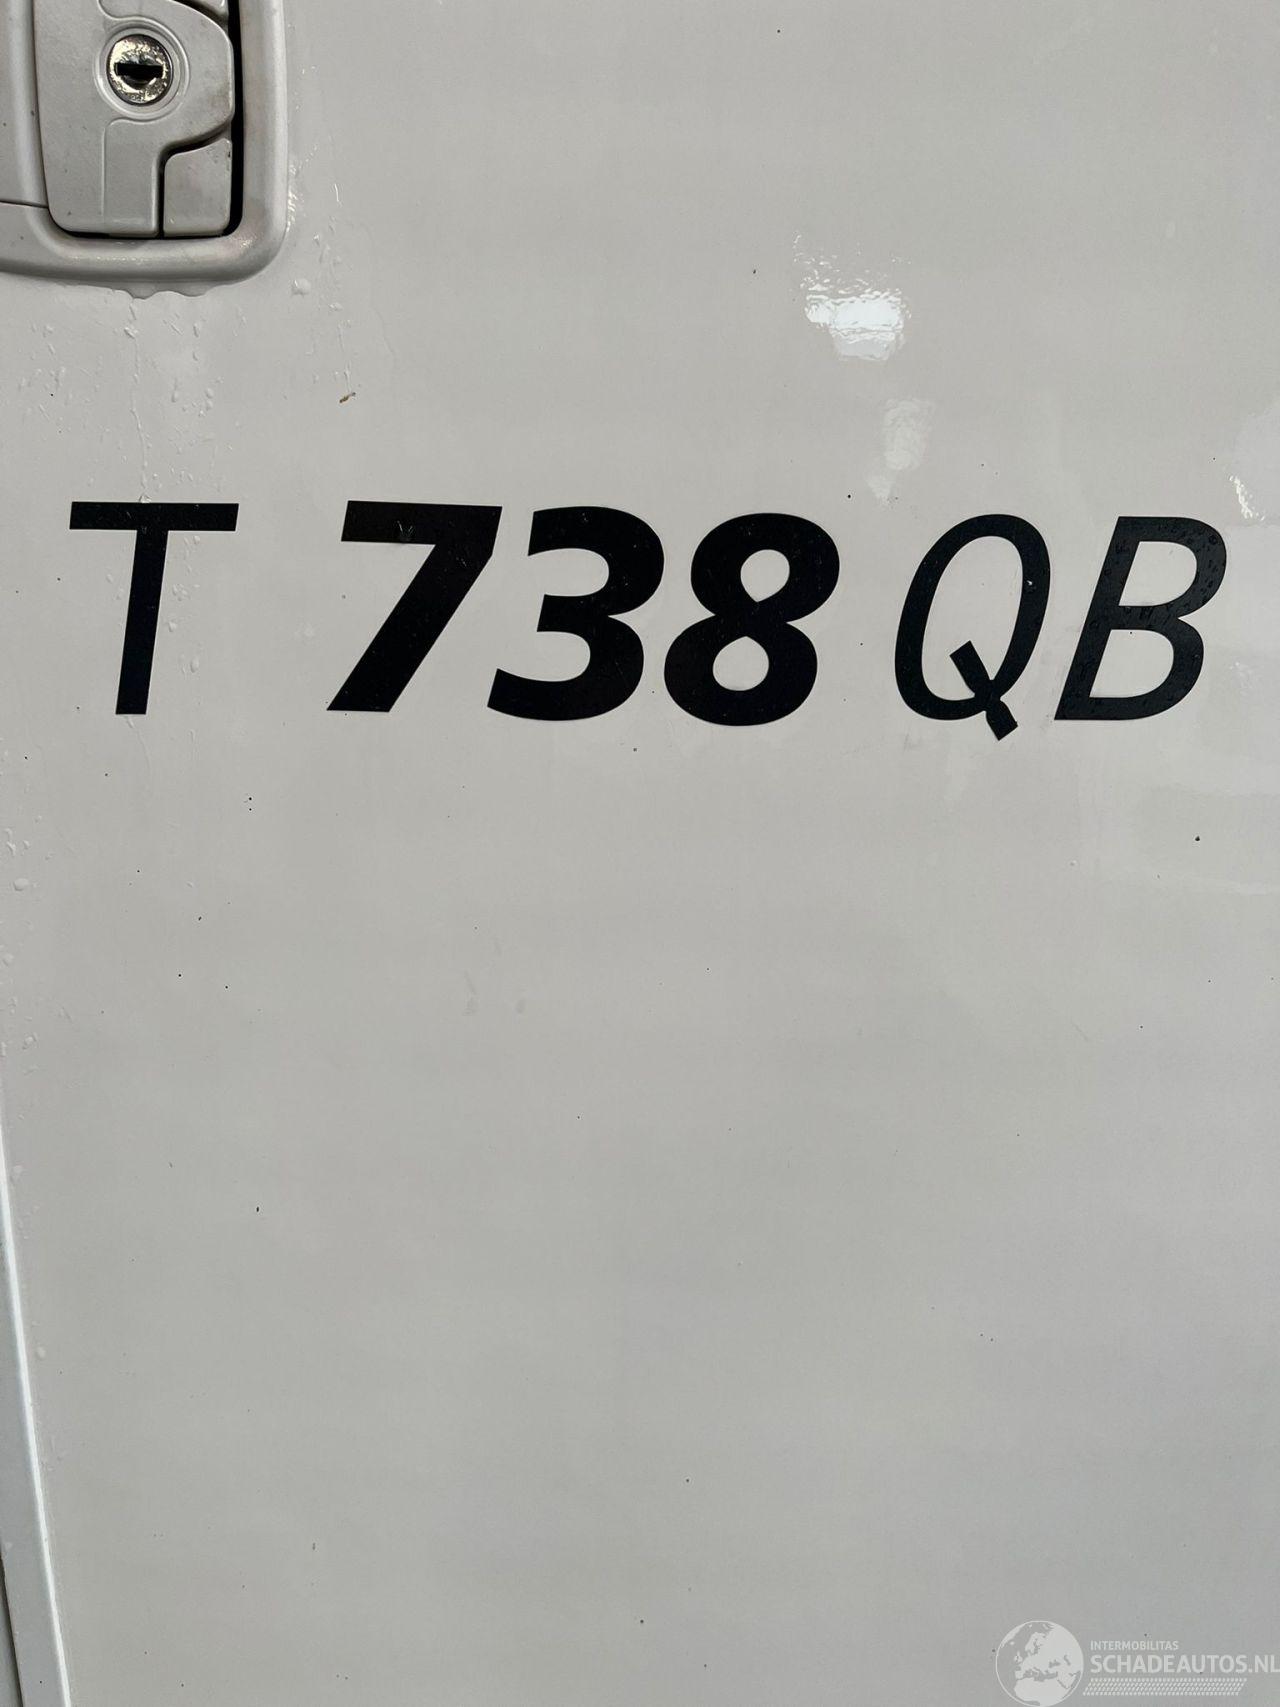 T 738 QB
INTERMOBILITAS
SCHADEAUTOS.NL